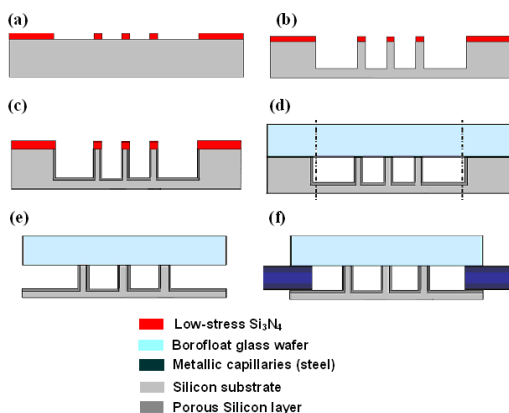 (a)
(b)
(c)
(d)
(e)
(f)
Low-stress Si₃N₄
Borofloat glass wafer
Metallic capillaries (steel)
Silicon substrate
Porous Silicon layer